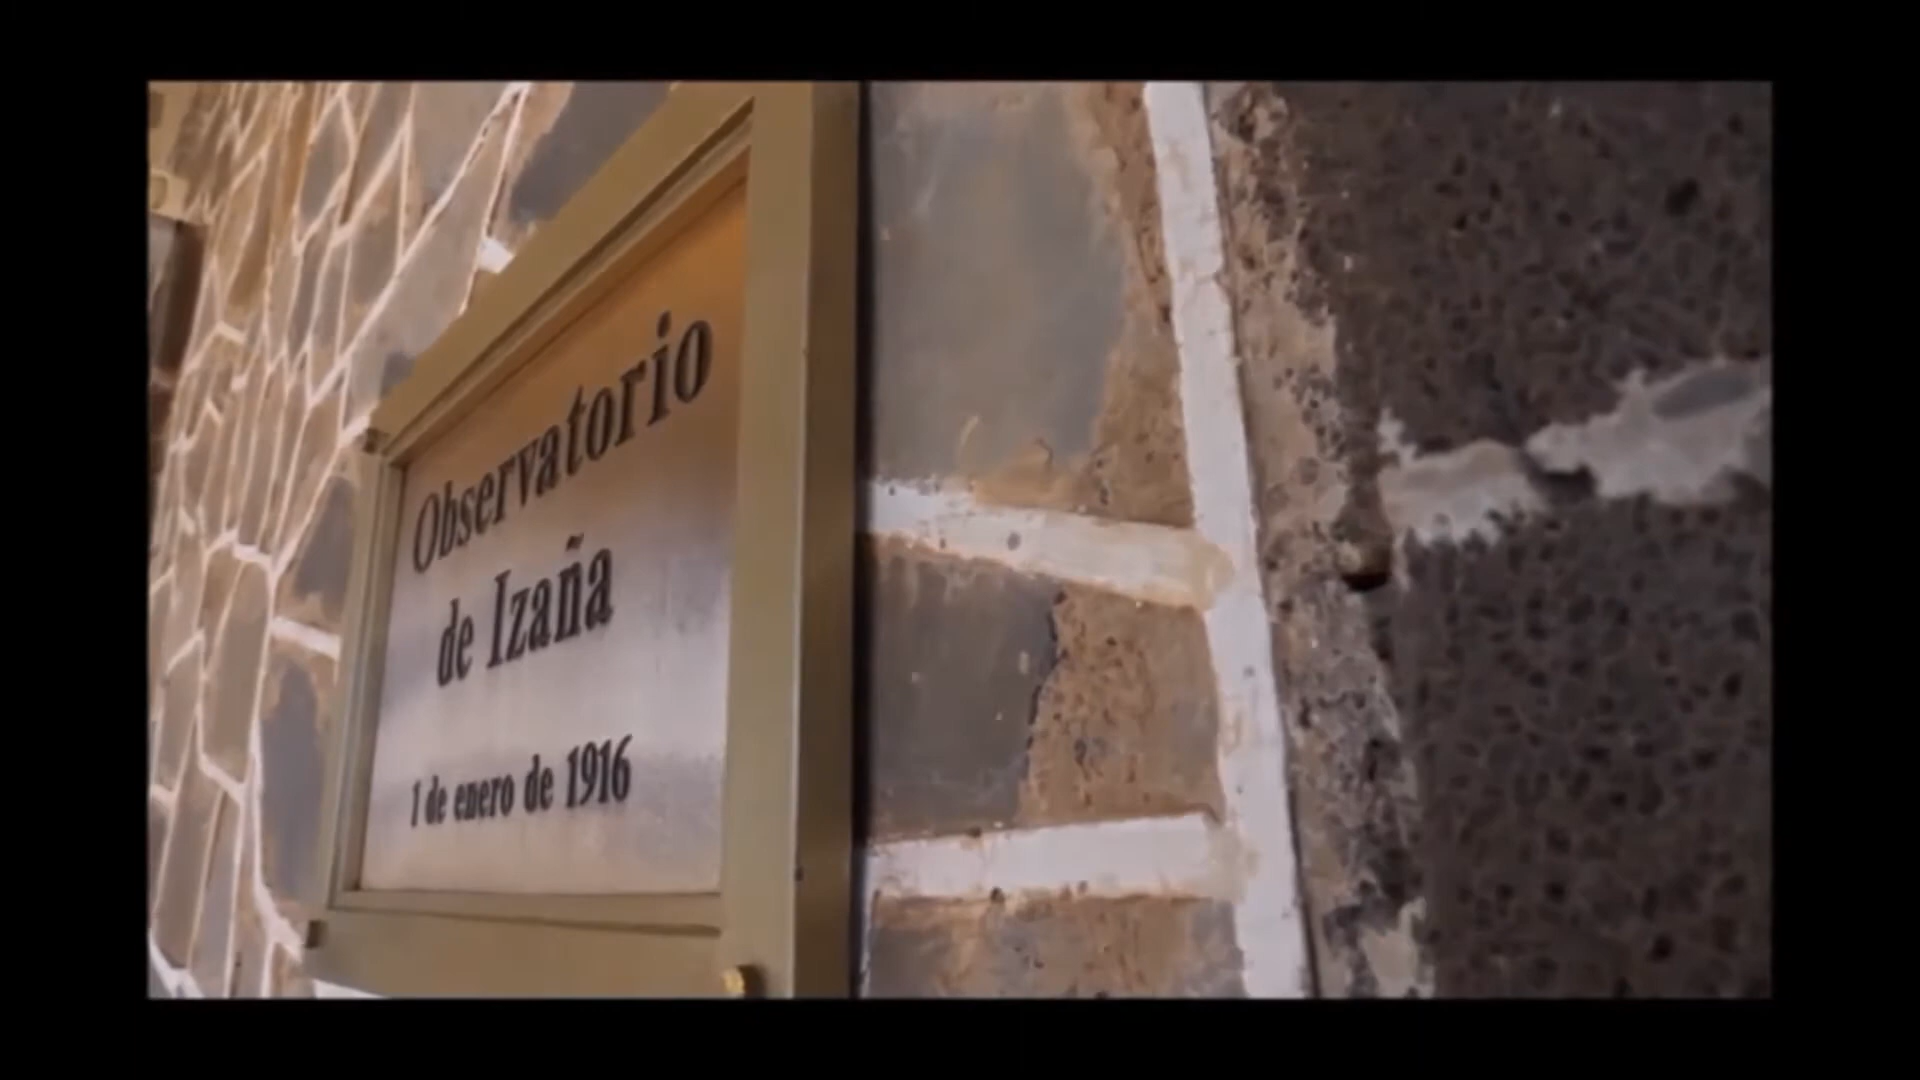 Observatorio
de Izaña
1 de enero de 1916